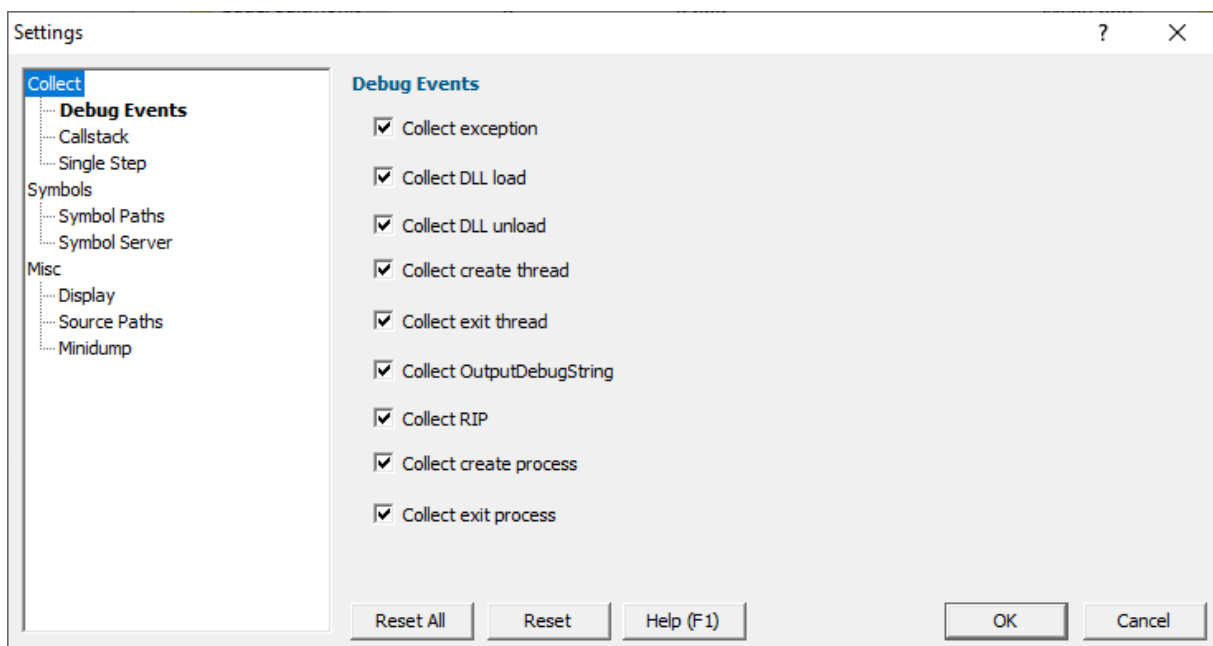 Settings
?
Collect
Debug Events
Callstack
Single Step
Symbols
Symbol Paths
Symbol Server
Misc
Display
Source Paths
Minidump
Debug Events
Collect exception
Collect DLL load
Collect DLL unload
Collect create thread
Collect exit thread
Collect OutputDebugString
Collect RIP
Collect create process
Collect exit process
Reset All
Reset
Help (F1)
OK
Cancel